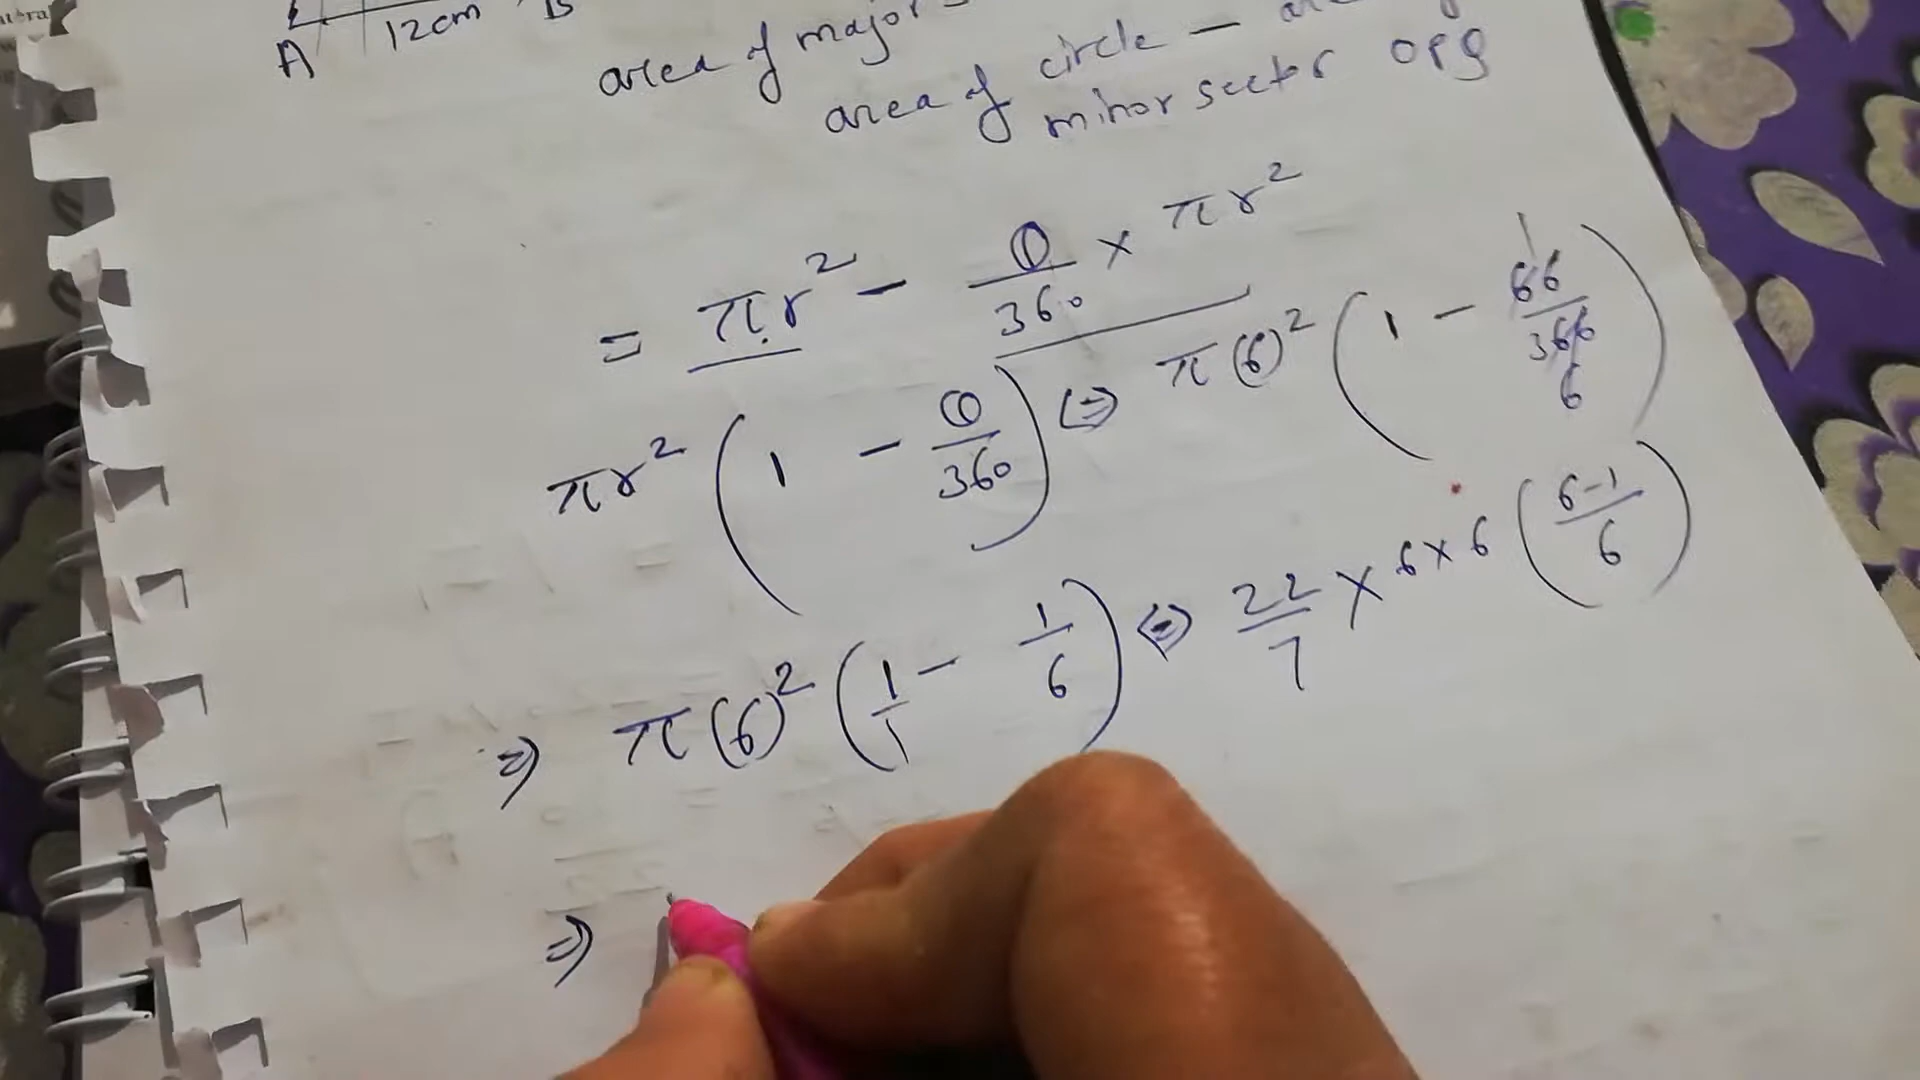 A 12cm B
area of major
area of circle —
area of minor sector OPQ
= πr² - θ/360 × πr²
πr² (1 - θ/360) ⇔ π(6)² (1 - 60/360 6)
⇒ π(6)² (1/1 - 1/6) ⇔ 22/7 × 6×6 (6-1/6)
⇒